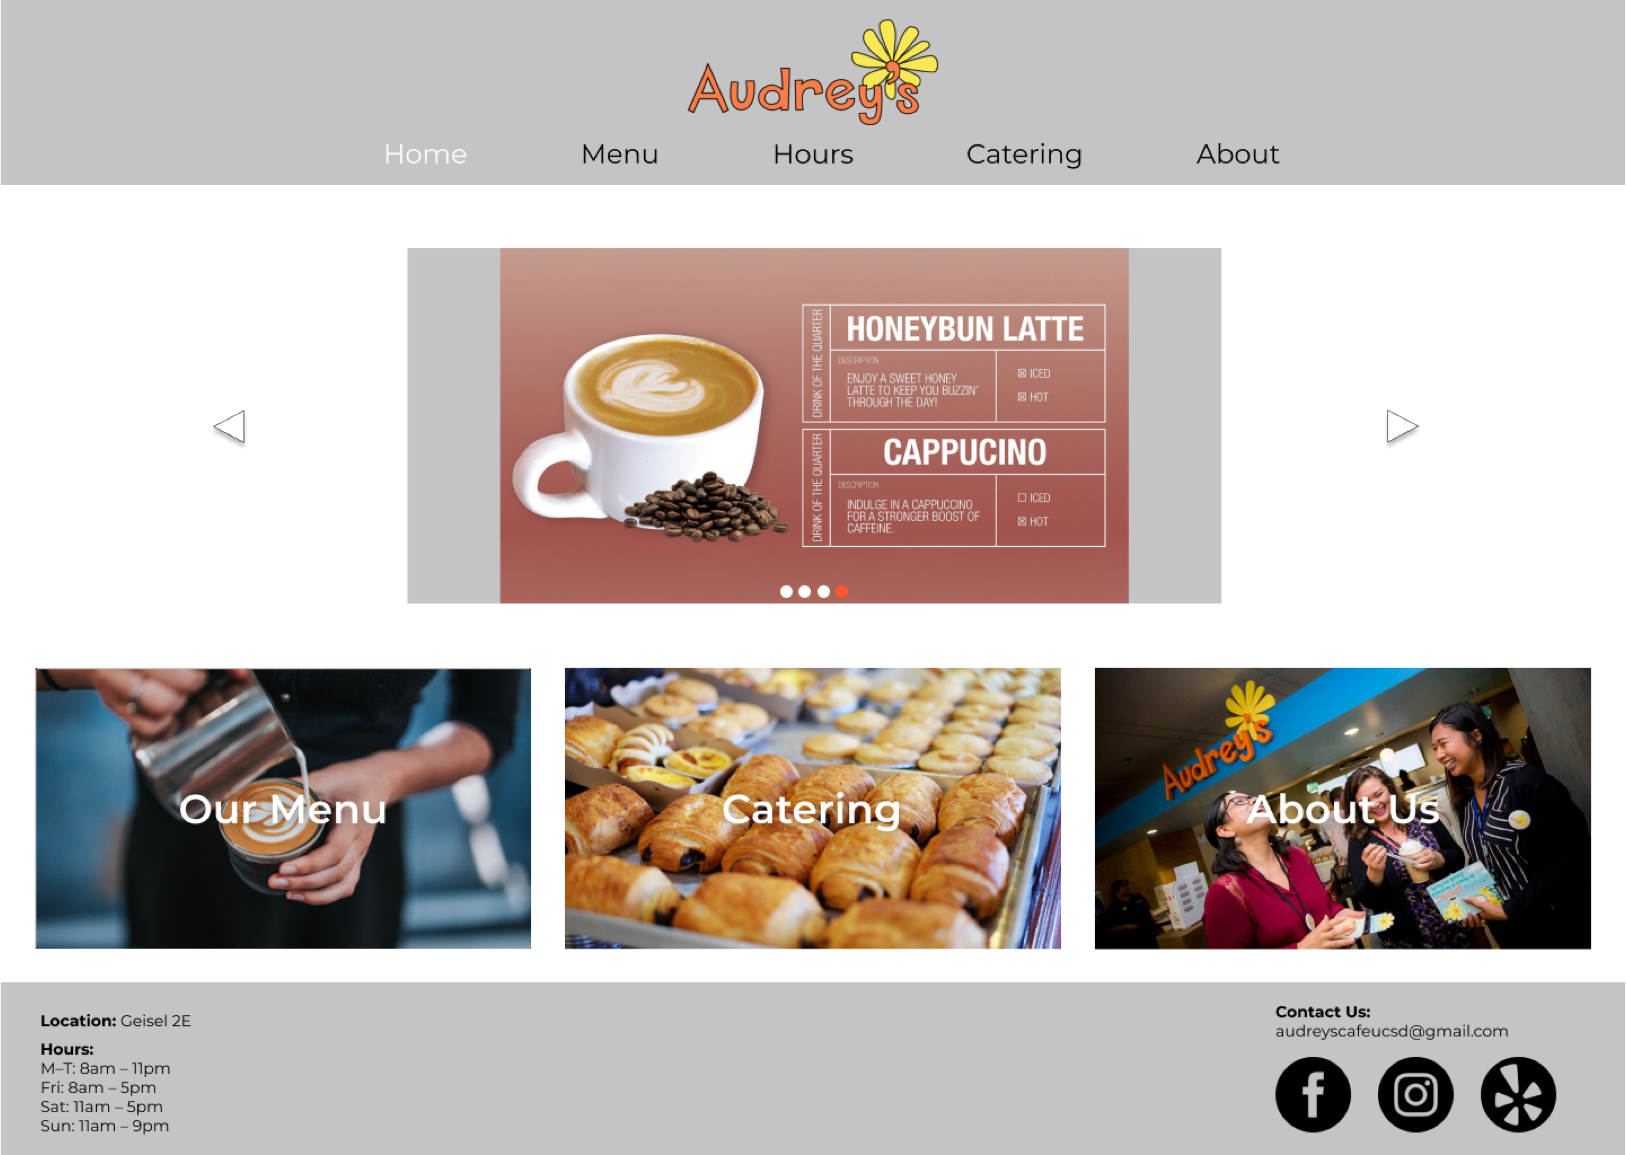 Audrey's
Home
Menu
Hours
Catering
About
DRINK OF THE QUARTER
HONEYBUN LATTE
DESCRIPTION
ENJOY A SWEET HONEY
LATTE TO KEEP YOU BUZZIN'
THROUGH THE DAY!
☒ ICED
☒ HOT
DRINK OF THE QUARTER
CAPPUCINO
DESCRIPTION
INDULGE IN A CAPPUCCINO
FOR A STRONGER BOOST OF
CAFFEINE.
☐ ICED
☒ HOT
Our Menu
Catering
Audrey's
About Us
Location: Geisel 2E
Hours:
M–T: 8am – 11pm
Fri: 8am – 5pm
Sat: 11am – 5pm
Sun: 11am – 9pm
Contact Us:
audreyscafeucsd@gmail.com